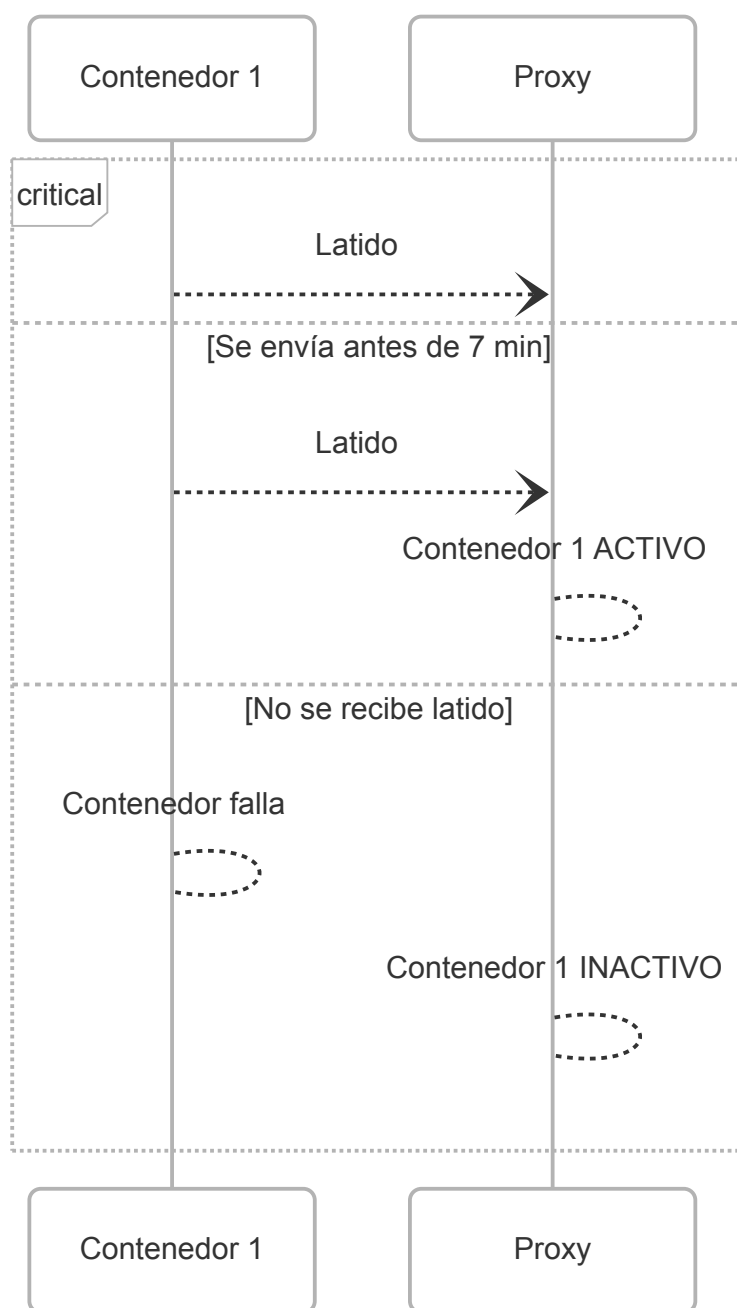 Contenedor 1
Proxy
critical
Latido
[Se envía antes de 7 min]
Latido
Contenedor 1 ACTIVO
[No se recibe latido]
Contenedor falla
Contenedor 1 INACTIVO
Contenedor 1
Proxy